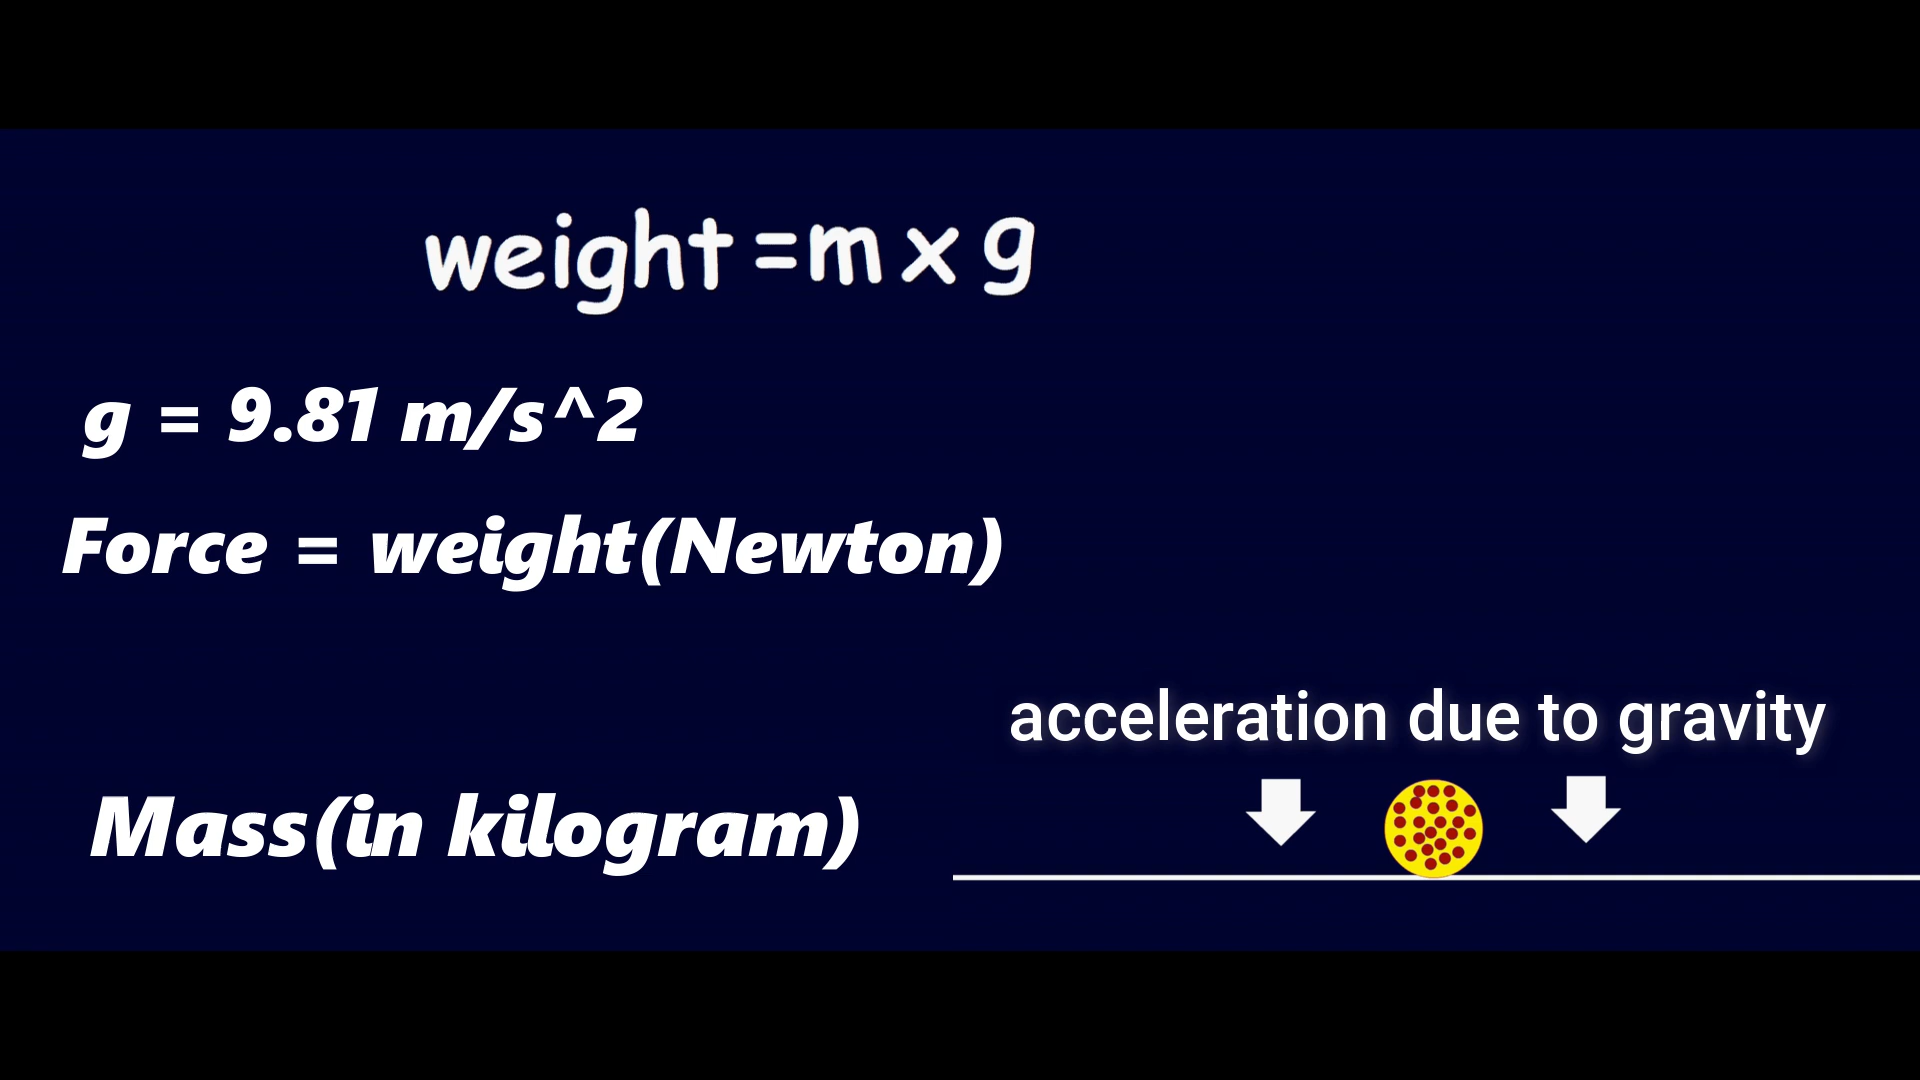 weight =m x g
g = 9.81 m/s^2
Force = weight(Newton)
acceleration due to gravity
Mass(in kilogram)